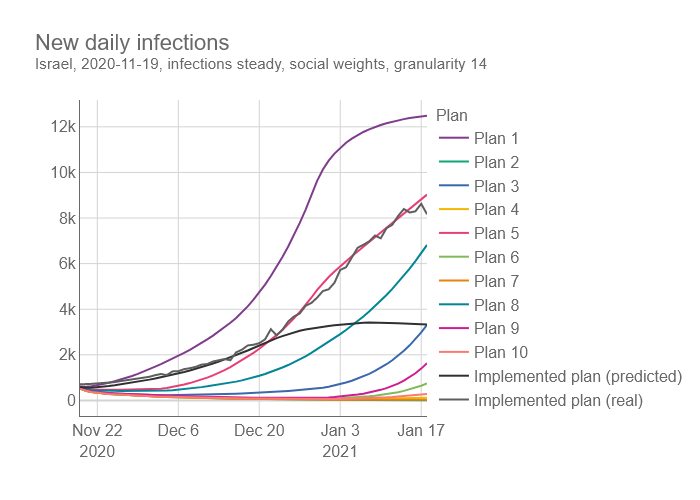 New daily infections
Israel, 2020-11-19, infections steady, social weights, granularity 14
Plan
Plan 1
Plan 2
Plan 3
Plan 4
Plan 5
Plan 6
Plan 7
Plan 8
Plan 9
Plan 10
Implemented plan (predicted)
Implemented plan (real)
12k
10k
8k
6k
4k
2k
0
Nov 22 Dec 6 Dec 20 Jan 3 Jan 17
2020 2021